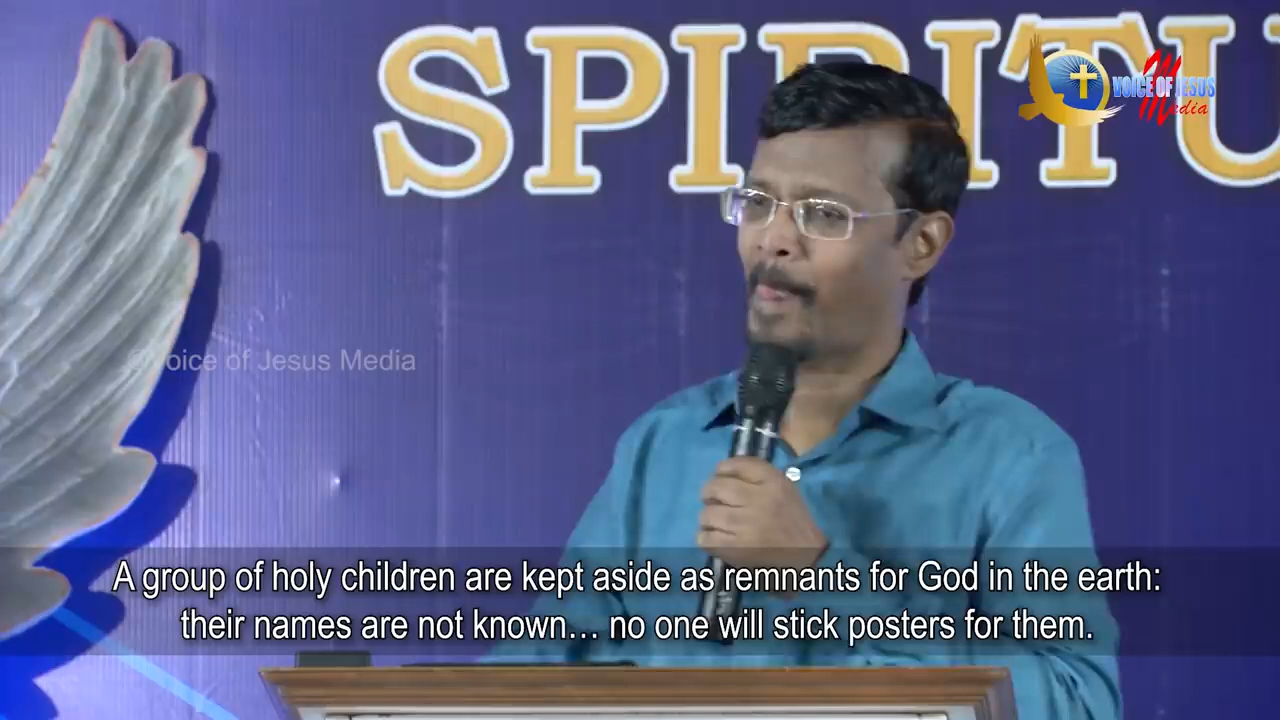 SPIRITU
VOICE OF JESUS
Media
©Voice of Jesus Media
A group of holy children are kept aside as remnants for God in the earth:
their names are not known… no one will stick posters for them.